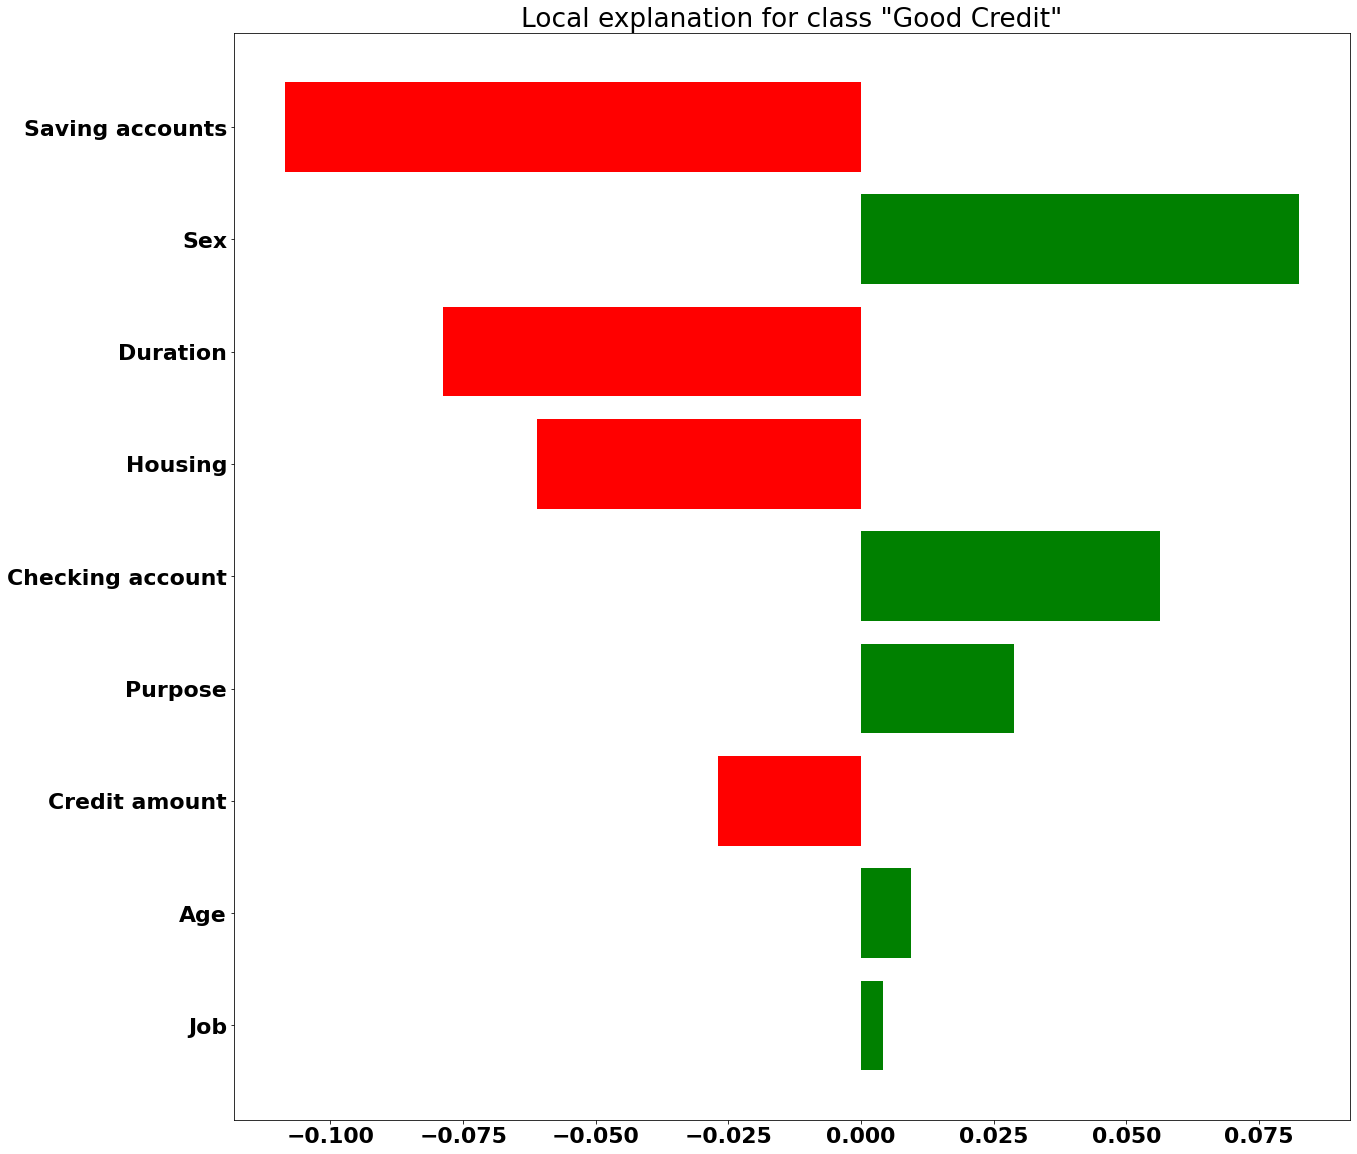 Local explanation for class "Good Credit"
Saving accounts
Sex
Duration
Housing
Checking account
Purpose
Credit amount
Age
Job
−0.100 −0.075 −0.050 −0.025 0.000 0.025 0.050 0.075